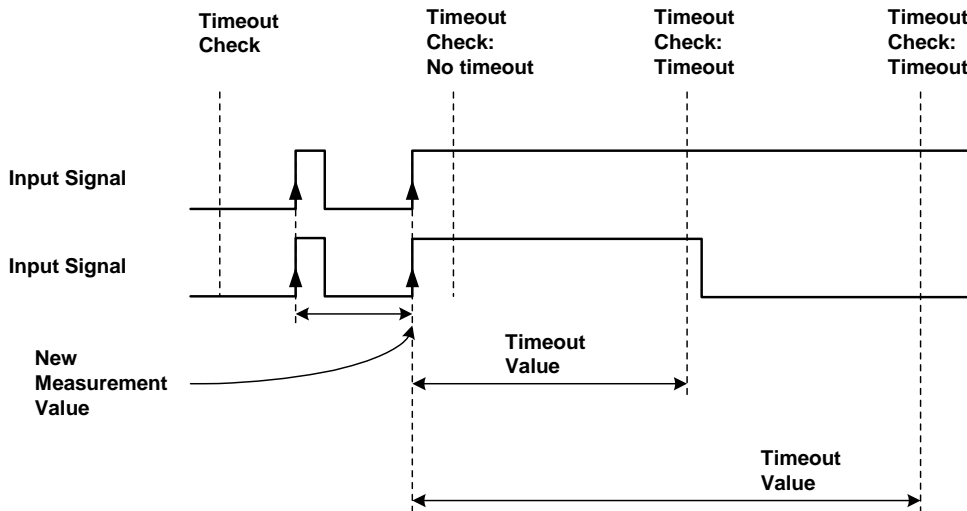 Timeout
Check
Timeout
Check:
No timeout
Timeout
Check:
Timeout
Timeout
Check:
Timeout
Input Signal
Input Signal
New
Measurement
Value
Timeout
Value
Timeout
Value